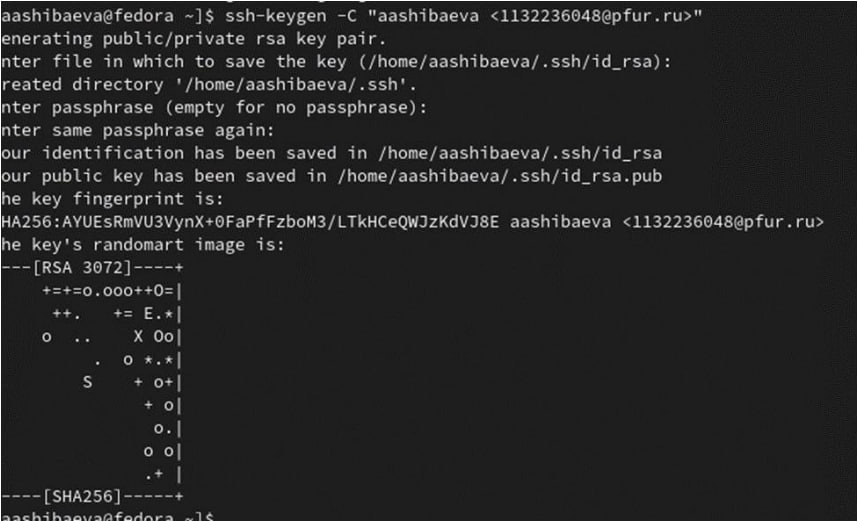 aashibaeva@fedora ~]$ ssh-keygen -C "aashibaeva <1132236048@pfur.ru>"
enerating public/private rsa key pair.
nter file in which to save the key (/home/aashibaeva/.ssh/id_rsa):
reated directory '/home/aashibaeva/.ssh'.
nter passphrase (empty for no passphrase):
nter same passphrase again:
our identification has been saved in /home/aashibaeva/.ssh/id_rsa
our public key has been saved in /home/aashibaeva/.ssh/id_rsa.pub
he key fingerprint is:
HA256:AYUEsRmVU3VynX+0FaPfFzboM3/LTkHCeQWJzKdVJ8E aashibaeva <1132236048@pfur.ru>
he key's randomart image is:
---[RSA 3072]----+
    +=+=o.ooo++O=|
     ++.   += E.*|
    o  ..    X Oo|
         .  o *.*|
        S    + o+|
              + o|
               o.|
              o o|
              .+ |
----[SHA256]-----+
aashibaeva@fedora ~]$